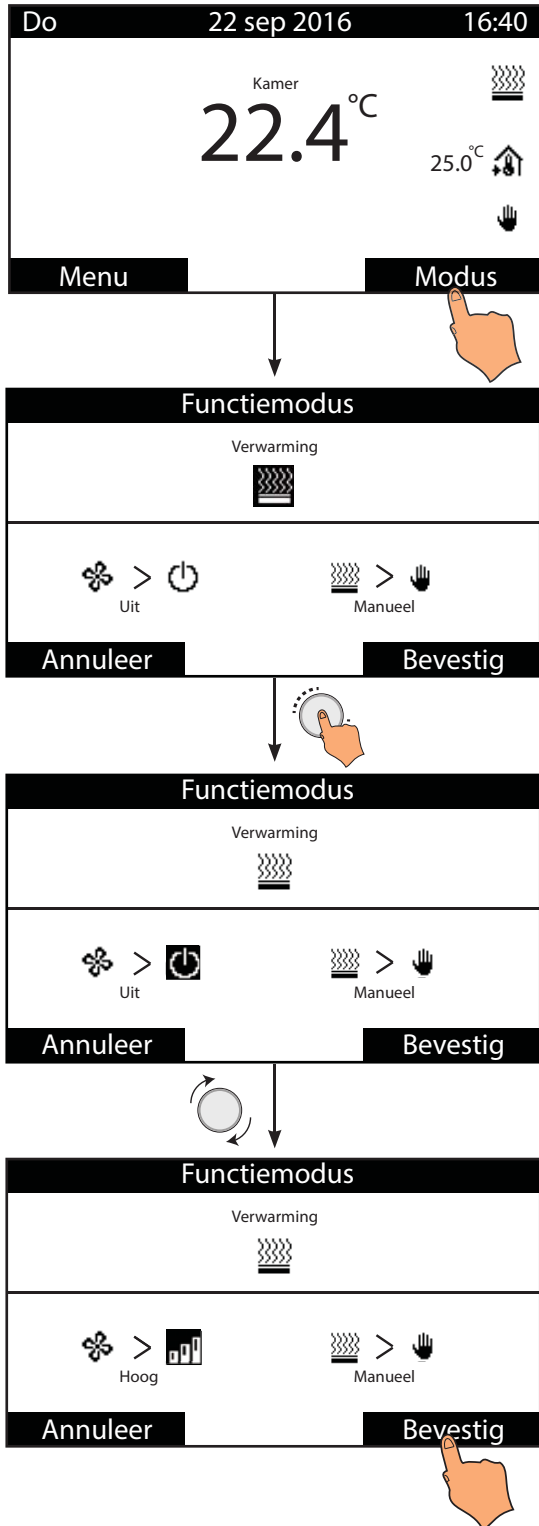 Do 22 sep 2016 16:40
Kamer
22.4°C
25.0°C
Menu Modus
Functiemodus
Verwarming
> >
Uit Manueel
Annuleer Bevestig
Functiemodus
Verwarming
> >
Uit Manueel
Annuleer Bevestig
Functiemodus
Verwarming
> >
Hoog Manueel
Annuleer Bevestig